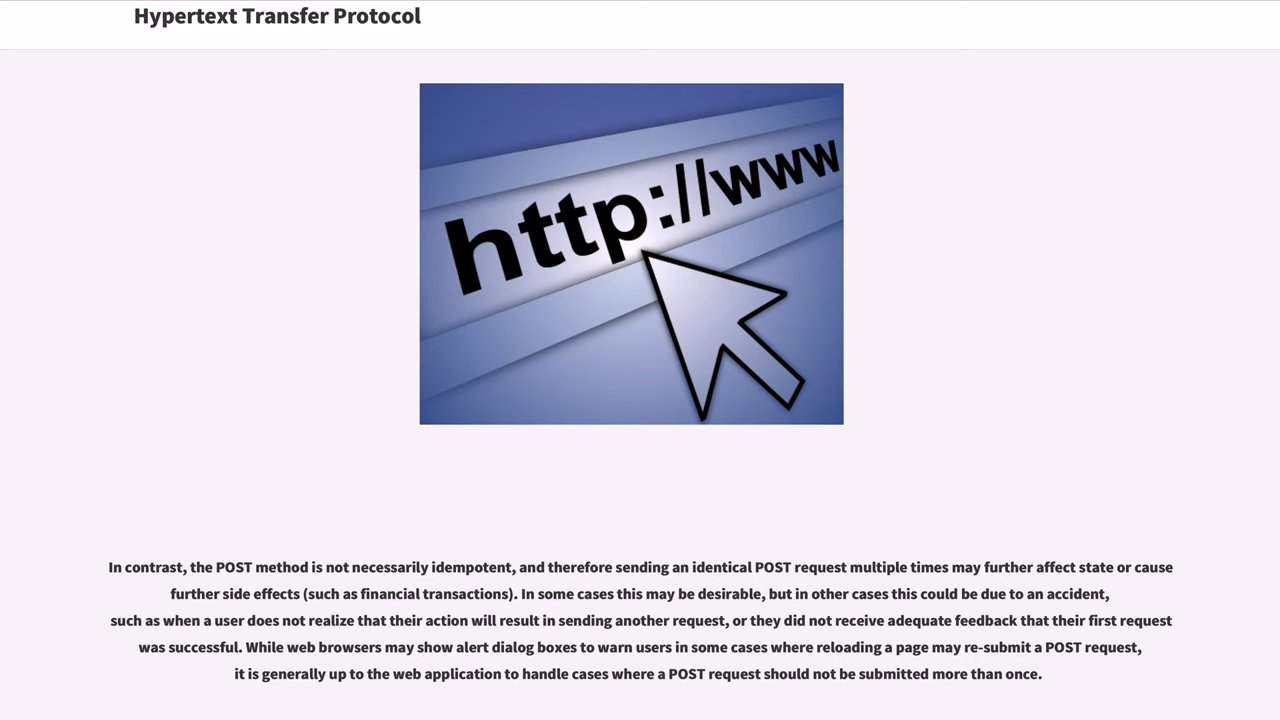 Hypertext Transfer Protocol
http://www
In contrast, the POST method is not necessarily idempotent, and therefore sending an identical POST request multiple times may further affect state or cause
further side effects (such as financial transactions). In some cases this may be desirable, but in other cases this could be due to an accident,
such as when a user does not realize that their action will result in sending another request, or they did not receive adequate feedback that their first request
was successful. While web browsers may show alert dialog boxes to warn users in some cases where reloading a page may re-submit a POST request,
it is generally up to the web application to handle cases where a POST request should not be submitted more than once.